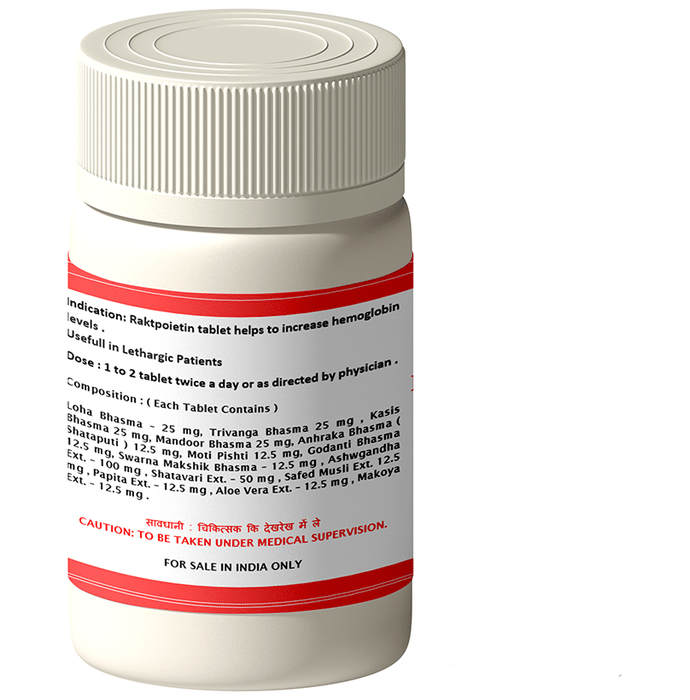 Indication: Raktpoietin tablet helps to increase hemoglobin
levels .
Usefull in Lethargic Patients
Dose : 1 to 2 tablet twice a day or as directed by physician .
Composition : ( Each Tablet Contains )
Loha Bhasma - 25 mg, Trivanga Bhasma 25 mg , Kasis
Bhasma 25 mg, Mandoor Bhasma 25 mg, Anhraka Bhasma (
Shataputi ) 12.5 mg, Moti Pishti 12.5 mg, Godanti Bhasma
12.5 mg, Swarna Makshik Bhasma - 12.5 mg , Ashwgandha
Ext. - 100 mg , Shatavari Ext. - 50 mg , Safed Musli Ext. 12.5
mg , Papita Ext. - 12.5 mg , Aloe Vera Ext. - 12.5 mg , Makoya
Ext. - 12.5 mg .
सावधानी : चिकित्सक कि देखरेख में ले
CAUTION: TO BE TAKEN UNDER MEDICAL SUPERVISION.
FOR SALE IN INDIA ONLY